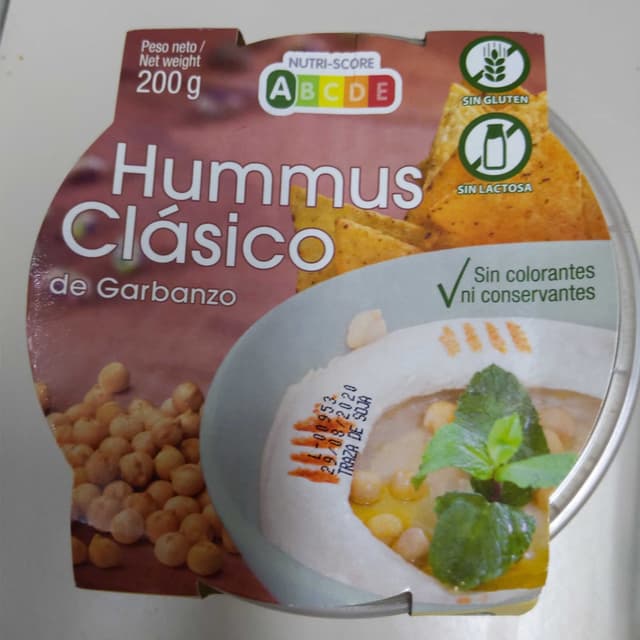 Peso neto /
Net weight
200 g
NUTRI-SCORE
A B C D E
SIN GLUTEN
SIN LACTOSA
Hummus
Clásico
de Garbanzo
Sin colorantes
ni conservantes
L-00953
29/08/2020
TRAZA DE SOJA